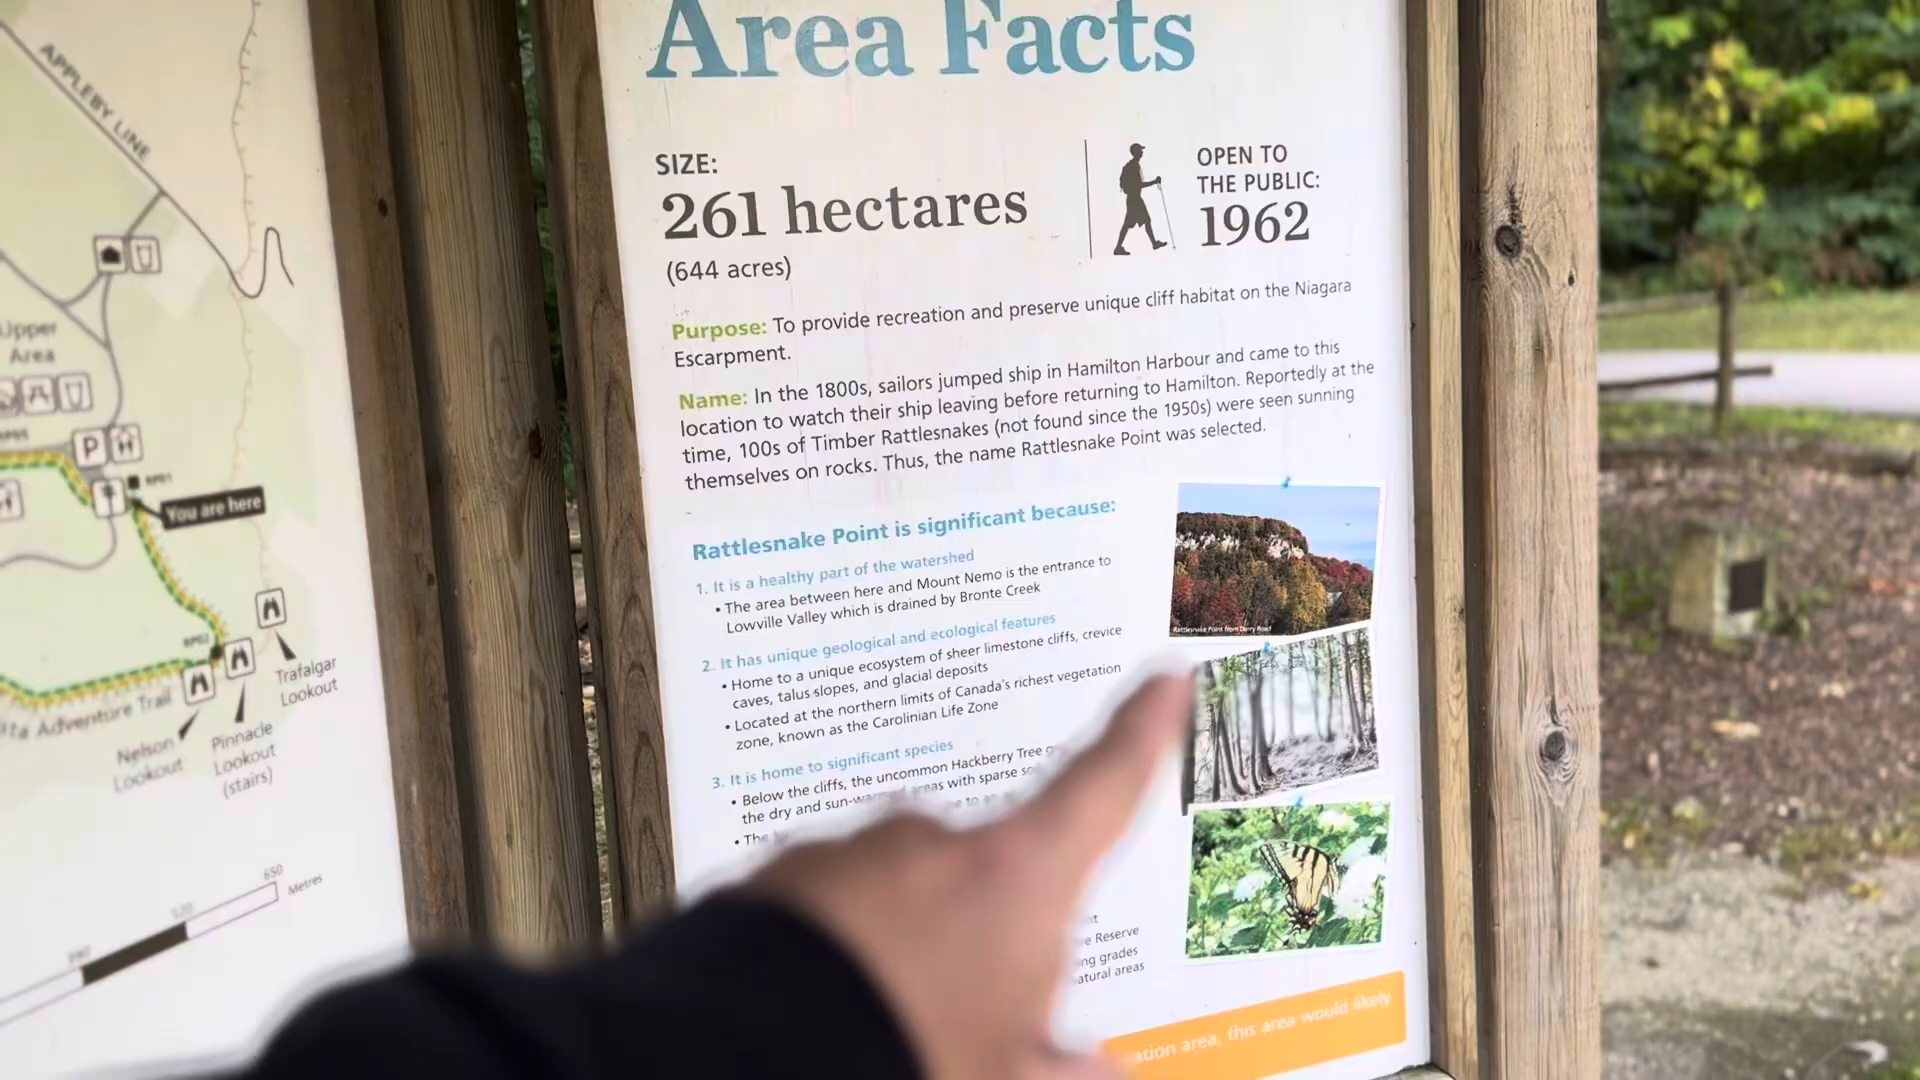 APPLEBY LINE
Upper
Area
P
You are here
Adventure Trail
Nelson
Lookout
Pinnacle
Lookout
(stairs)
Trafalgar
Lookout
650
Metres
Area Facts
SIZE:
261 hectares
(644 acres)
OPEN TO
THE PUBLIC:
1962
Purpose: To provide recreation and preserve unique cliff habitat on the Niagara
Escarpment.
Name: In the 1800s, sailors jumped ship in Hamilton Harbour and came to this
location to watch their ship leaving before returning to Hamilton. Reportedly at the
time, 100s of Timber Rattlesnakes (not found since the 1950s) were seen sunning
themselves on rocks. Thus, the name Rattlesnake Point was selected.
Rattlesnake Point is significant because:
1. It is a healthy part of the watershed
• The area between here and Mount Nemo is the entrance to
Lowville Valley which is drained by Bronte Creek
2. It has unique geological and ecological features
• Home to a unique ecosystem of sheer limestone cliffs, crevice
caves, talus slopes, and glacial deposits
• Located at the northern limits of Canada's richest vegetation
zone, known as the Carolinian Life Zone
3. It is home to significant species
• Below the cliffs, the uncommon Hackberry Tree
the dry and areas with sparse
• The
Reserve
grades
areas
Rattlesnake Point from Derry Road
area, this area would likely